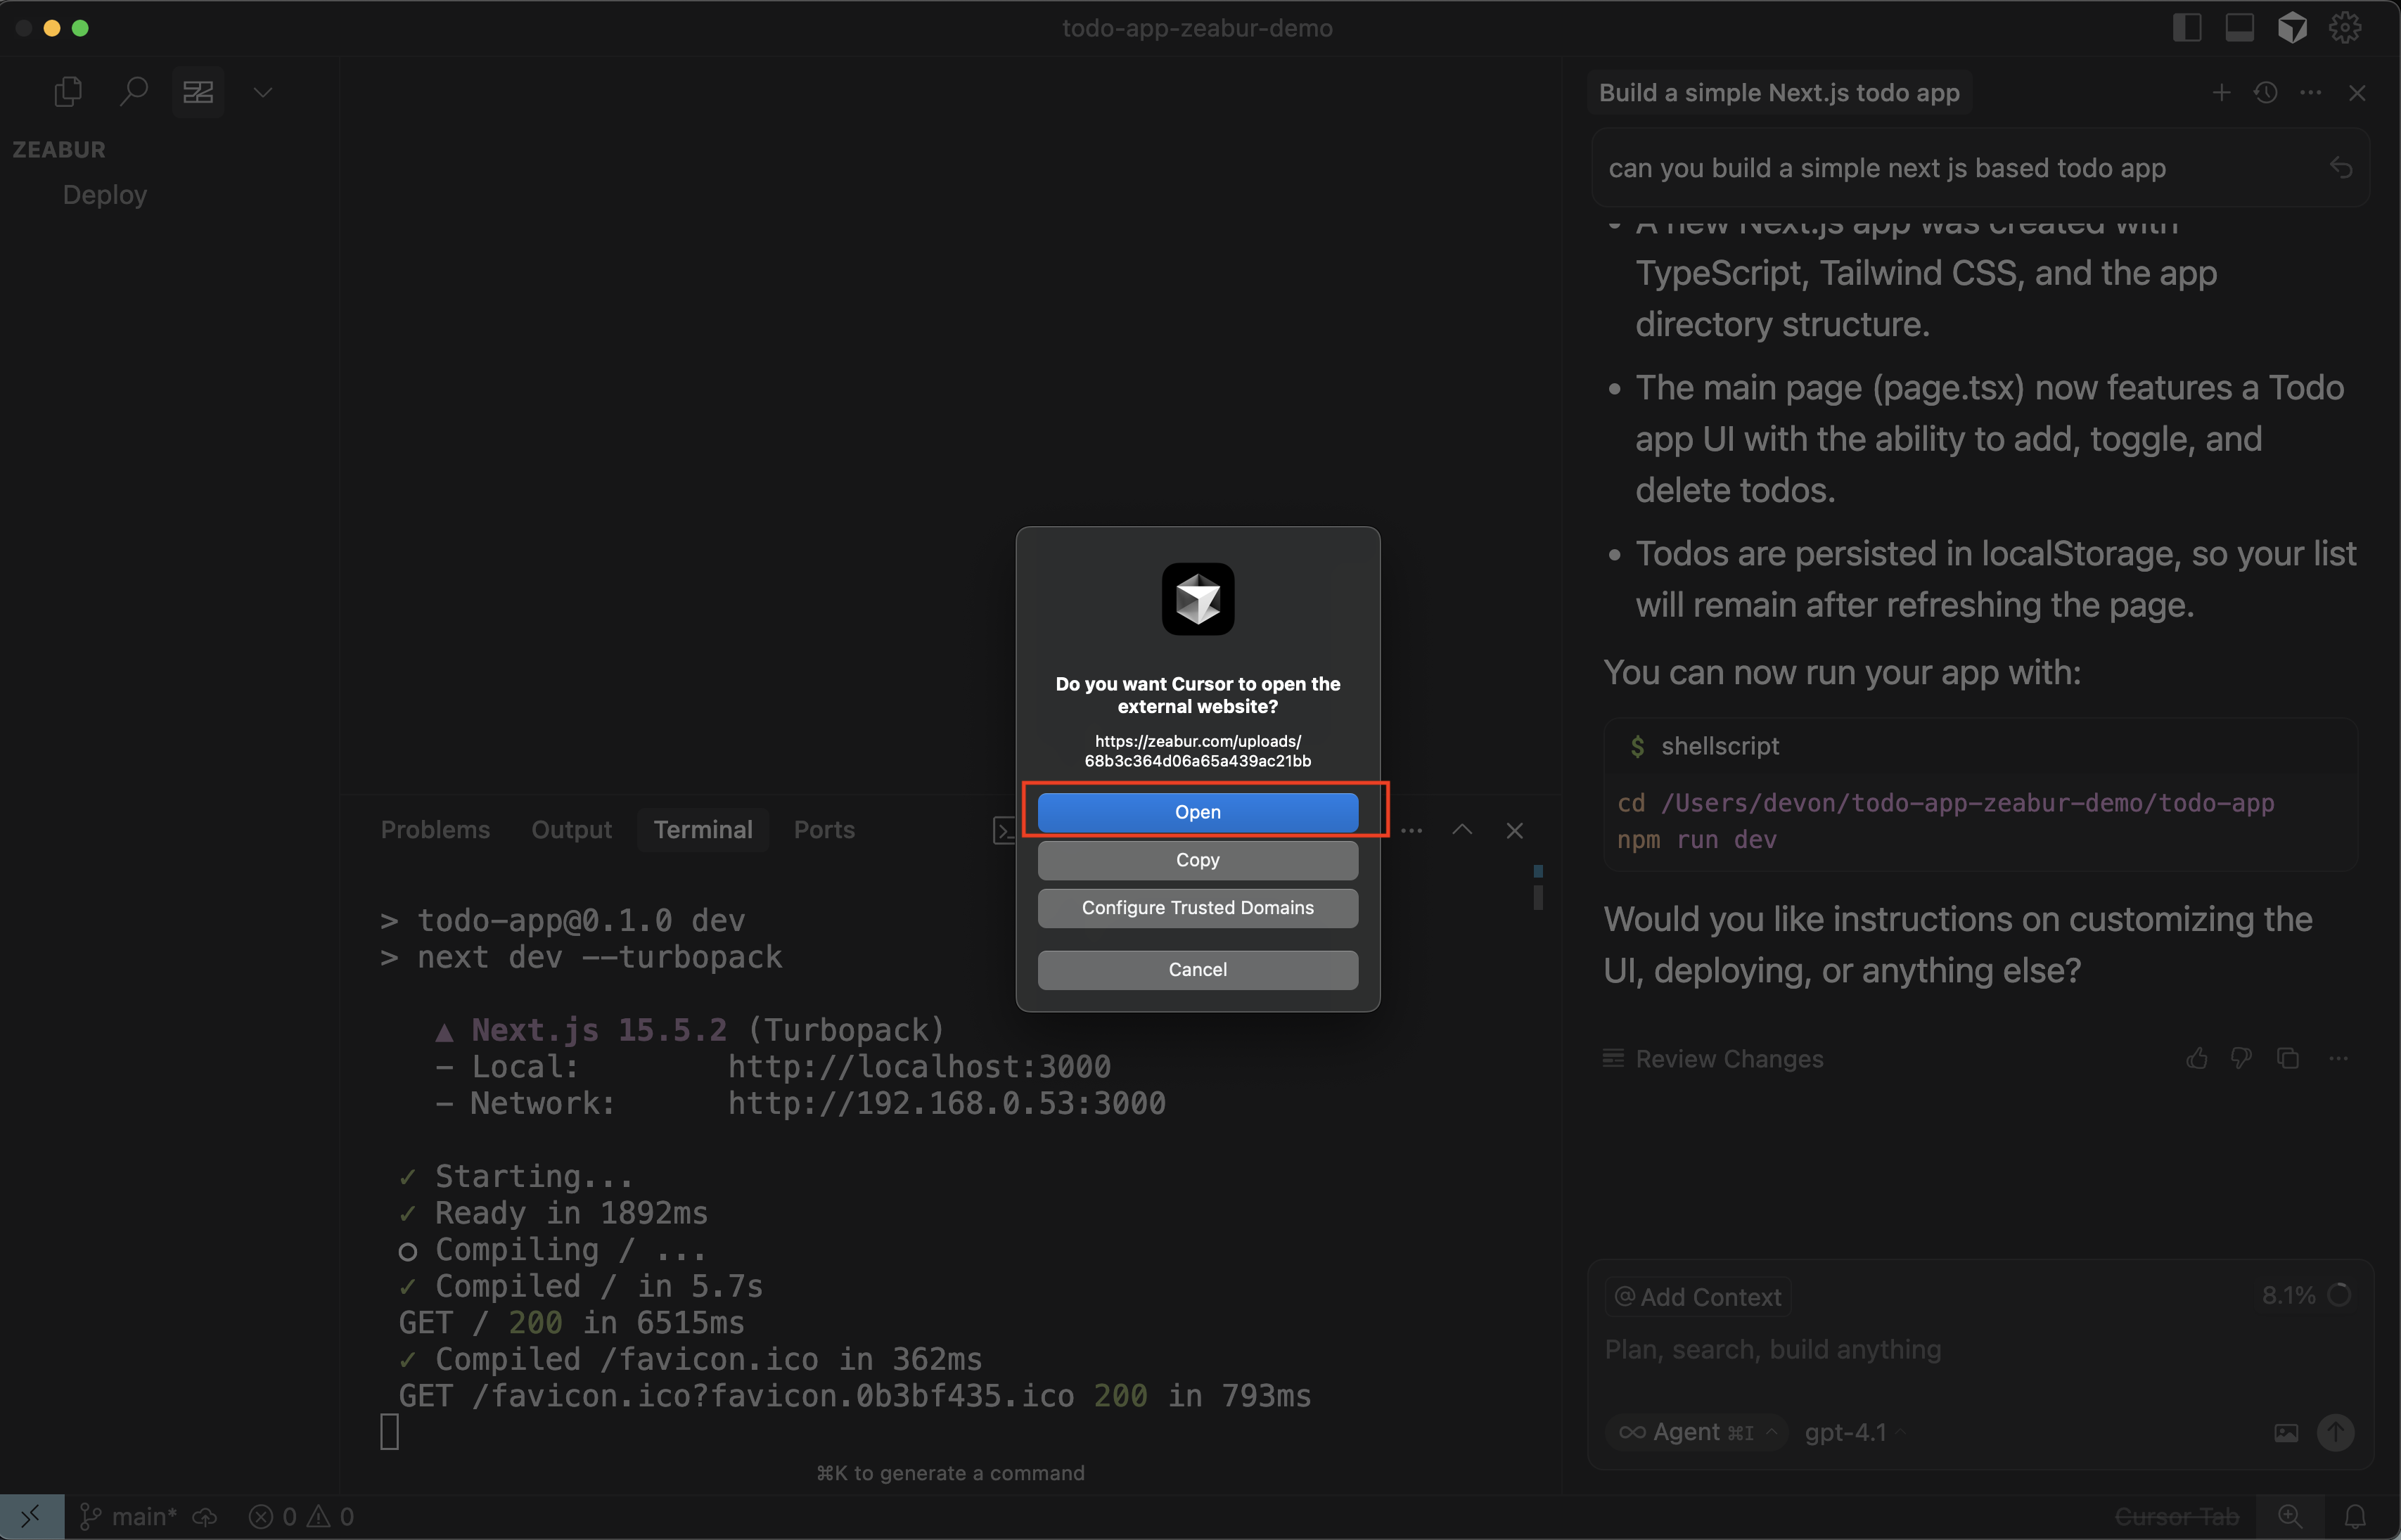 todo-app-zeabur-demo
ZEABUR
Deploy
Build a simple Next.js todo app
can you build a simple next js based todo app
A new Next.js app was created with
TypeScript, Tailwind CSS, and the app
directory structure.
The main page (page.tsx) now features a Todo
app UI with the ability to add, toggle, and
delete todos.
Todos are persisted in localStorage, so your list
will remain after refreshing the page.
You can now run your app with:
$ shellscript
cd /Users/devon/todo-app-zeabur-demo/todo-app
npm run dev
Would you like instructions on customizing the
UI, deploying, or anything else?
Review Changes
@ Add Context
8.1%
Plan, search, build anything
Agent ⌘I
gpt-4.1
Do you want Cursor to open the
external website?
https://zeabur.com/uploads/
68b3c364d06a65a439ac21bb
Open
Copy
Configure Trusted Domains
Cancel
Problems Output Terminal Ports
> todo-app@0.1.0 dev
> next dev --turbopack
▲ Next.js 15.5.2 (Turbopack)
- Local: http://localhost:3000
- Network: http://192.168.0.53:3000
✓ Starting...
✓ Ready in 1892ms
○ Compiling / ...
✓ Compiled / in 5.7s
GET / 200 in 6515ms
✓ Compiled /favicon.ico in 362ms
GET /favicon.ico?favicon.0b3bf435.ico 200 in 793ms
⌘K to generate a command
main* 0 0
Cursor Tab